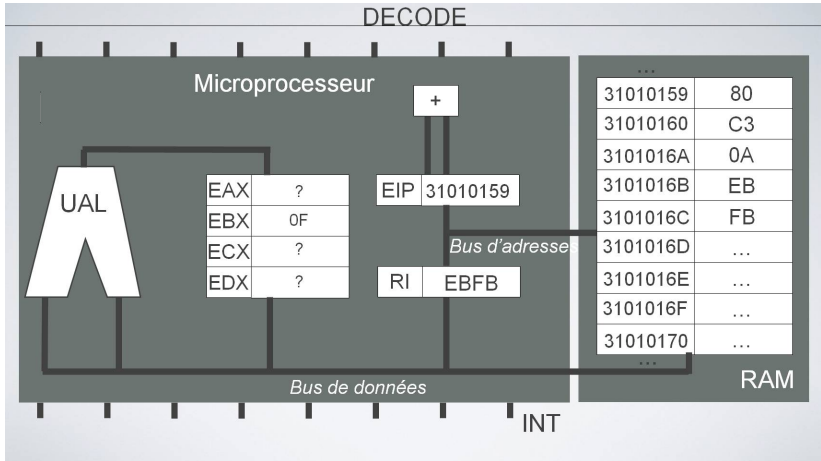 DECODE
Microprocesseur
+
UAL
EAX ?
EBX 0F
ECX ?
EDX ?
EIP 31010159
Bus d'adresses
RI EBFB
Bus de données
INT
...
31010159 80
31010160 C3
3101016A 0A
3101016B EB
3101016C FB
3101016D ...
3101016E ...
3101016F ...
31010170 ...
...
RAM